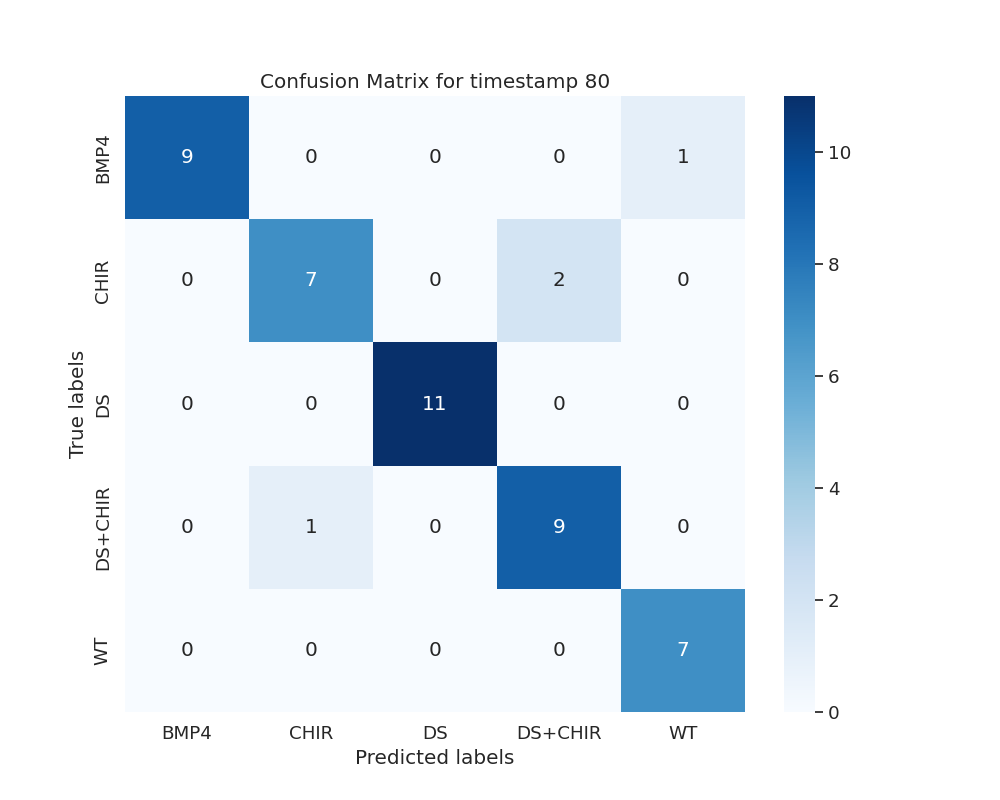 Confusion Matrix for timestamp 80
True labels
BMP4 9 0 0 0 1
CHIR 0 7 0 2 0
DS 0 0 11 0 0
DS+CHIR 0 1 0 9 0
WT 0 0 0 0 7
BMP4 CHIR DS DS+CHIR WT
Predicted labels
10
8
6
4
2
0